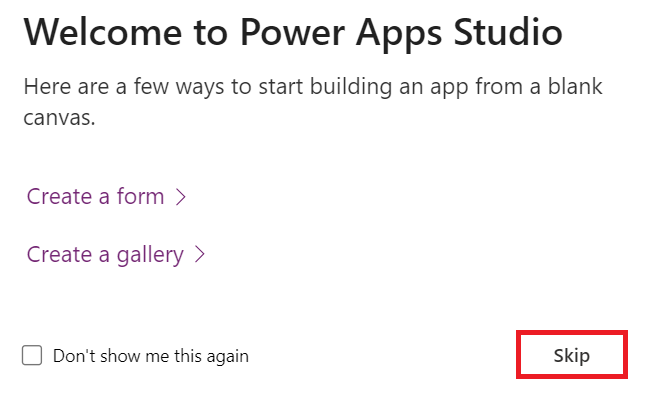 Welcome to Power Apps Studio
Here are a few ways to start building an app from a blank
canvas.
Create a form
Create a gallery
Don't show me this again
Skip